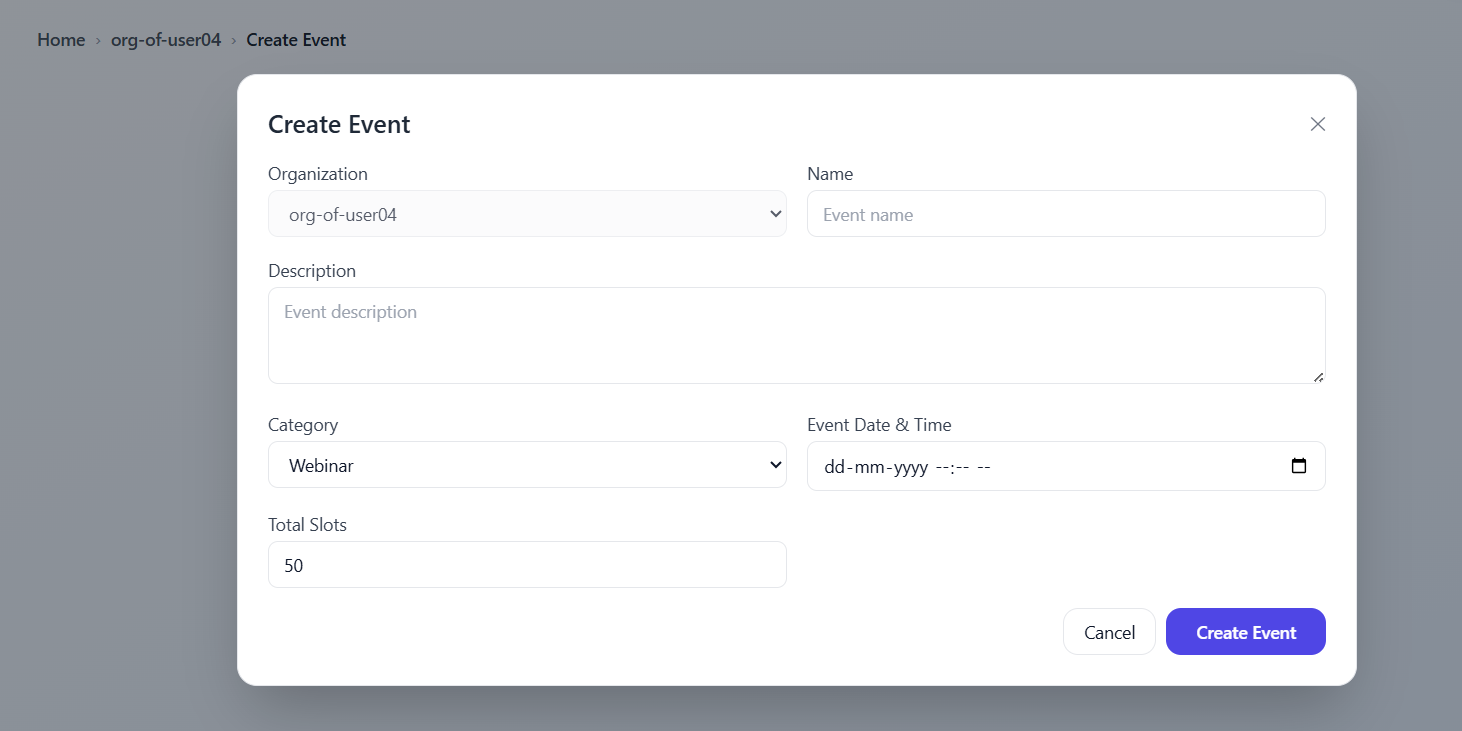 Home › org-of-user04 › Create Event
Create Event
Organization
org-of-user04
Name
Event name
Description
Event description
Category
Webinar
Event Date & Time
dd-mm-yyyy --:-- --
Total Slots
50
Cancel
Create Event